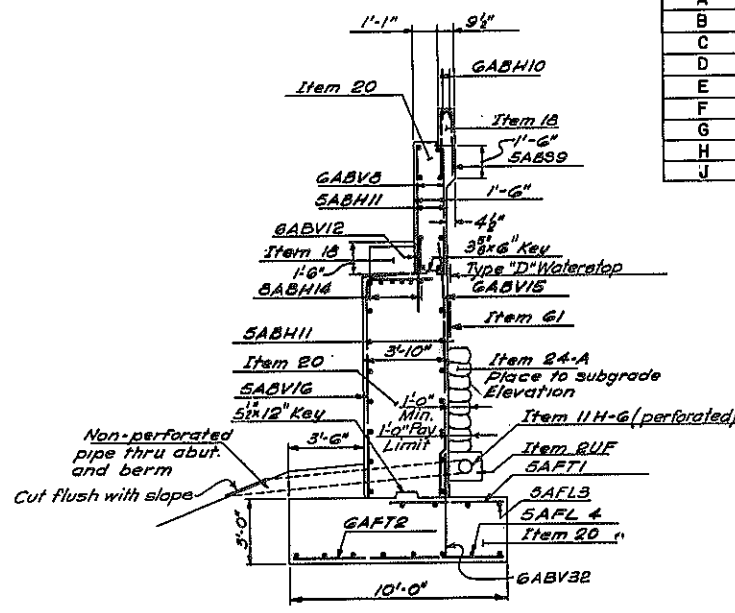 1'-1"
9½"
6ABH10
Item 20
Item 18
1'-6"
5ABS9
6ABV8
1'-6"
5ABH11
4½"
6ABV12
3⅝"x6" Key
Item 18
Type "D" Waterstop
1'-6"
8ABH14
6ABV15
Item 61
5ABH11
3'-10"
Item 24-A
Place to subgrade
Elevation
Item 20
5ABV16
1'-0"
Min.
5½"x12" Key
1'-0" Pay
Limit
Item 11H-6 (perforated)
Non-perforated
pipe thru abut.
and berm
3'-6"
Item 2UF
5AFT1
Cut flush with slope
5AFL3
3'-0"
6AFT2
5AFL 4
Item 20
6ABV32
10'-0"
B
C
D
E
F
G
H
J